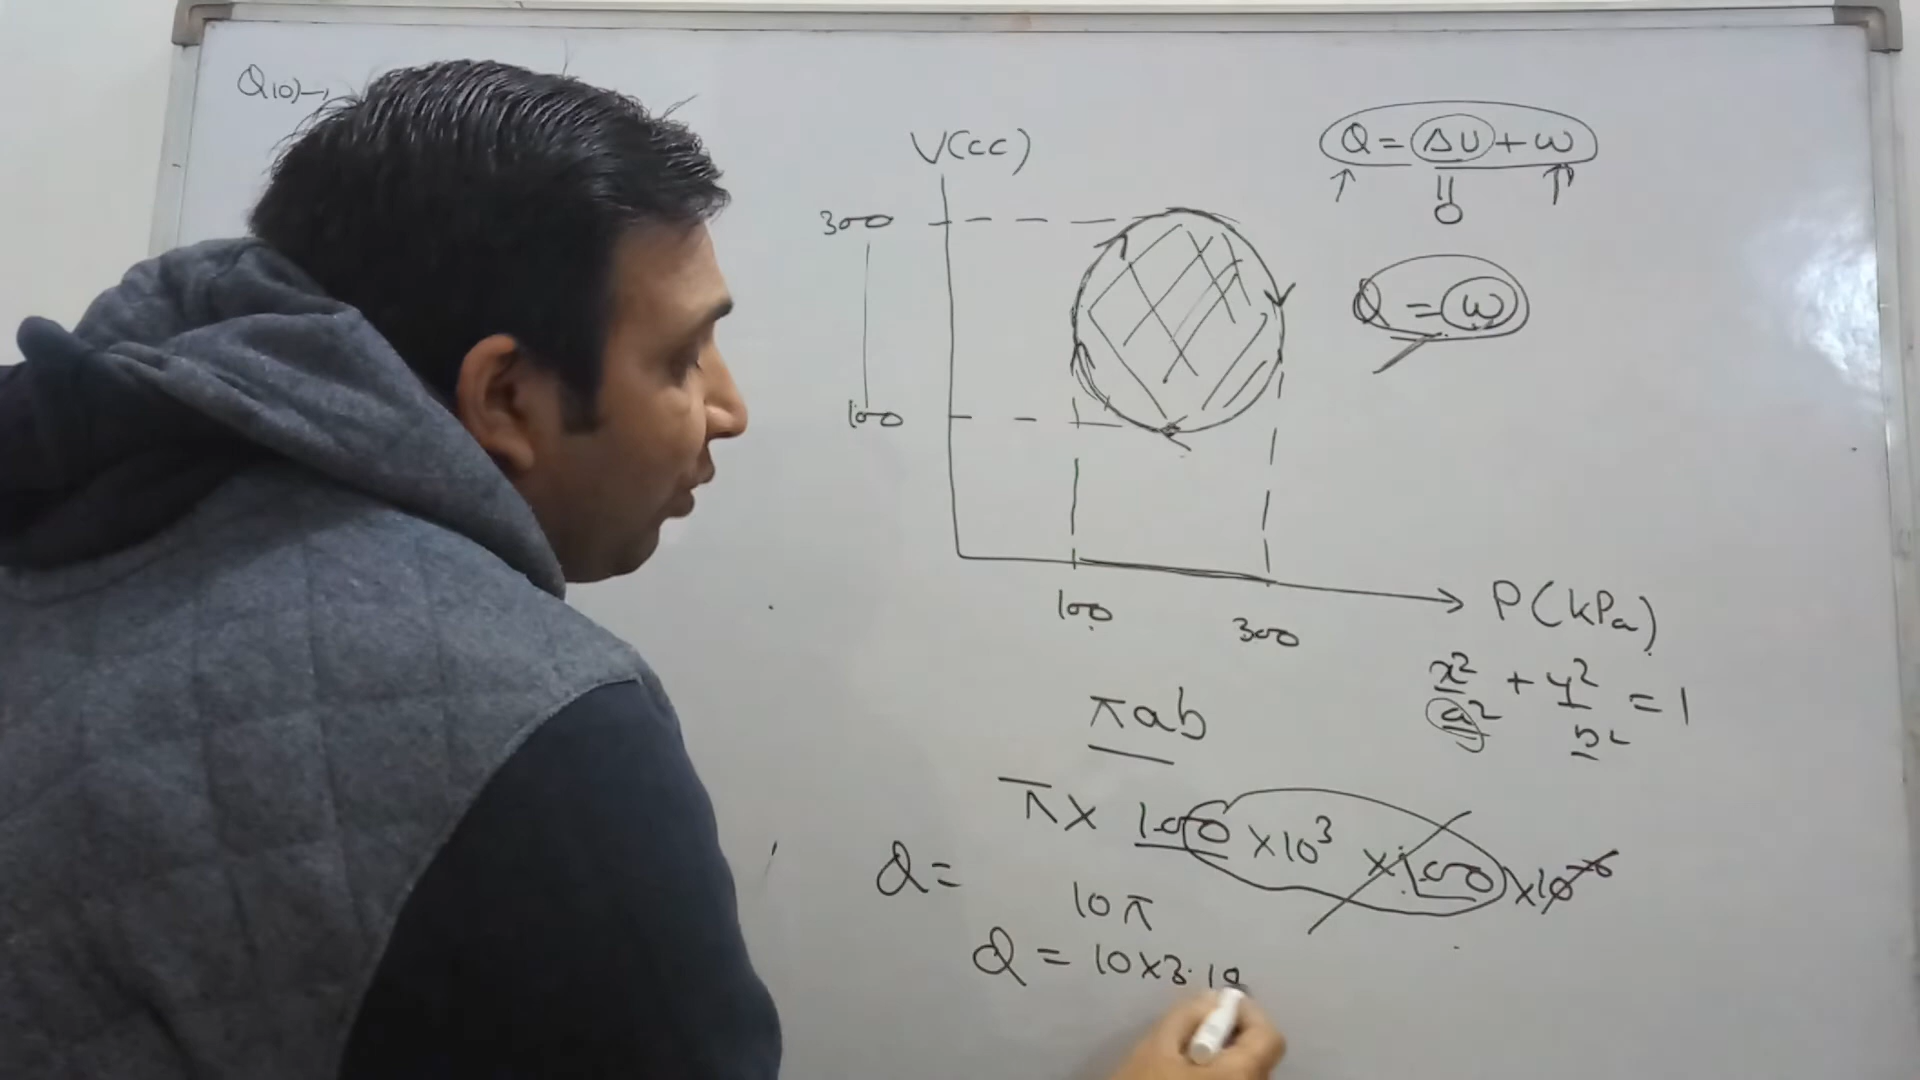 Q10)→
V(cc)
300
100
100
300
P(kPa)
Q = ΔU + W
0
Q = W
x²/a² + y²/b² = 1
πab
π × 100 × 10³ × 100 × 10⁻⁶
Q =
10π
Q = 10 × 3.1